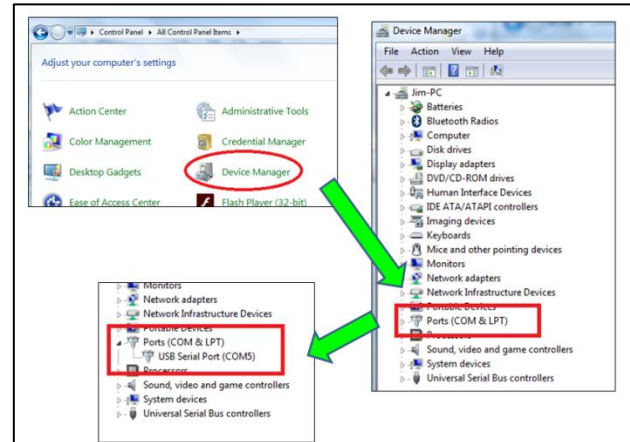 Control Panel ▸ All Control Panel Items ▸
Adjust your computer's settings
Action Center
Administrative Tools
Color Management
Credential Manager
Desktop Gadgets
Device Manager
Ease of Access Center
Flash Player (32-bit)
Device Manager
File Action View Help
Jim-PC
Batteries
Bluetooth Radios
Computer
Disk drives
Display adapters
DVD/CD-ROM drives
Human Interface Devices
IDE ATA/ATAPI controllers
Imaging devices
Keyboards
Mice and other pointing devices
Monitors
Network adapters
Network Infrastructure Devices
Portable Devices
Ports (COM & LPT)
Processors
Sound, video and game controllers
System devices
Universal Serial Bus controllers
Monitors
Network adapters
Network Infrastructure Devices
Portable Devices
Ports (COM & LPT)
USB Serial Port (COM5)
Processors
Sound, video and game controllers
System devices
Universal Serial Bus controllers